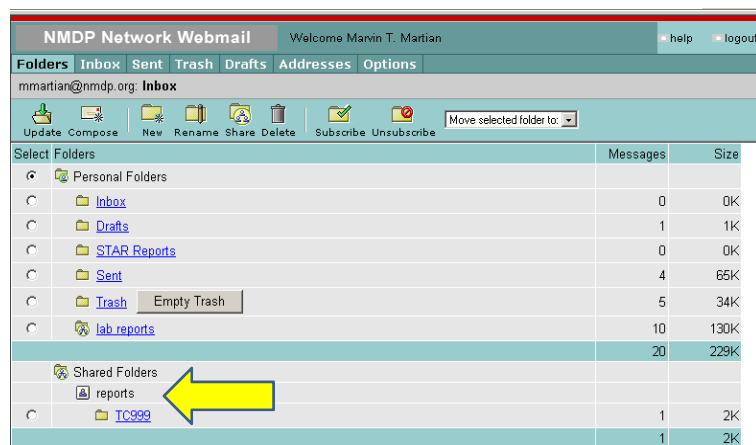 NMDP Network Webmail Welcome Marvin T. Martian help logout
Folders Inbox Sent Trash Drafts Addresses Options
mmartian@nmdp.org: Inbox
Update Compose New Rename Share Delete Subscribe Unsubscribe Move selected folder to:
Select Folders Messages Size
Personal Folders
Inbox 0 0K
Drafts 1 1K
STAR Reports 0 0K
Sent 4 65K
Trash Empty Trash 5 34K
lab reports 10 130K
20 229K
Shared Folders
reports
TC999 1 2K
1 2K